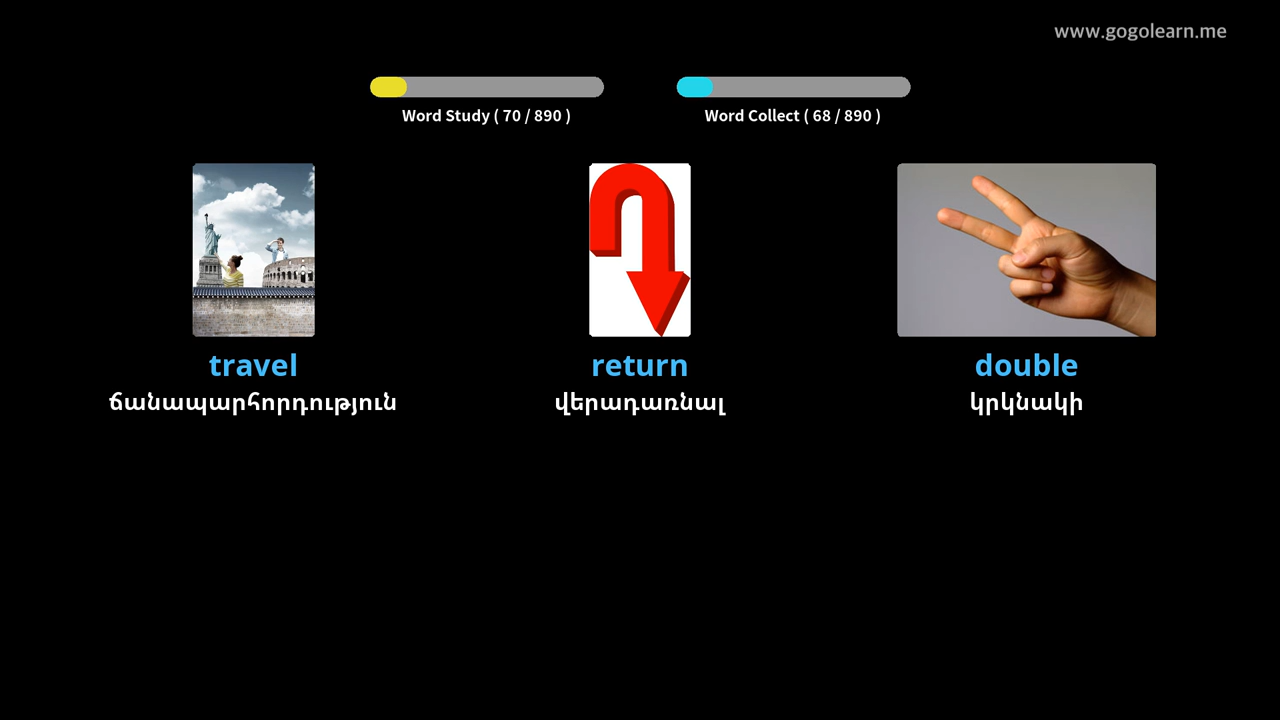 www.gogolearn.me
Word Study ( 70 / 890 )
Word Collect ( 68 / 890 )
travel
return
double
ճանապարհորդություն
վերադառնալ
կրկնակի